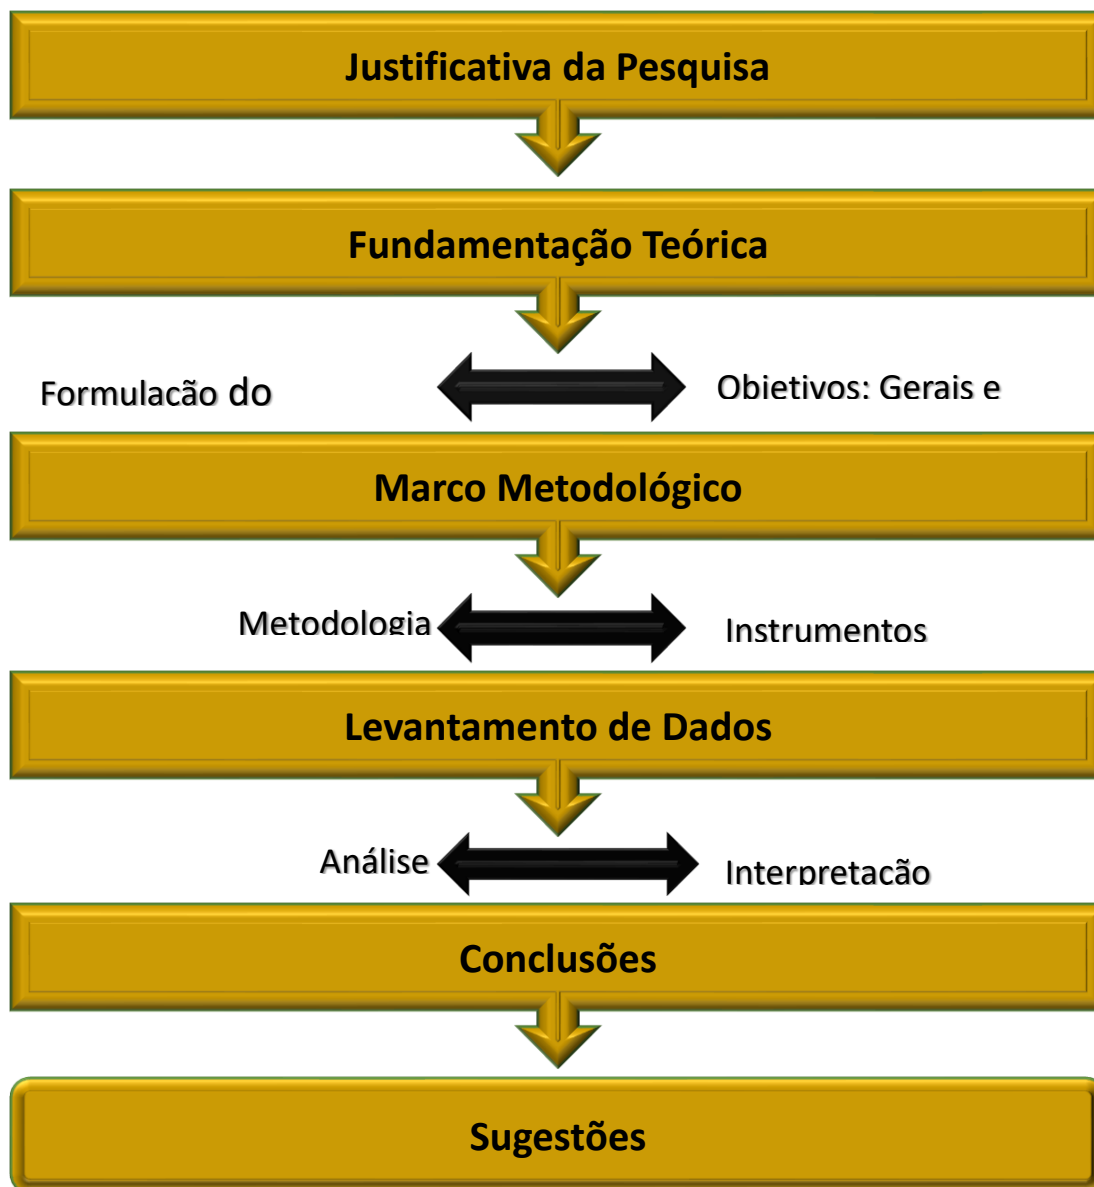 Justificativa da Pesquisa
Fundamentação Teórica
Formulação do
Objetivos: Gerais e
Marco Metodológico
Metodologia
Instrumentos
Levantamento de Dados
Análise
Interpretação
Conclusões
Sugestões